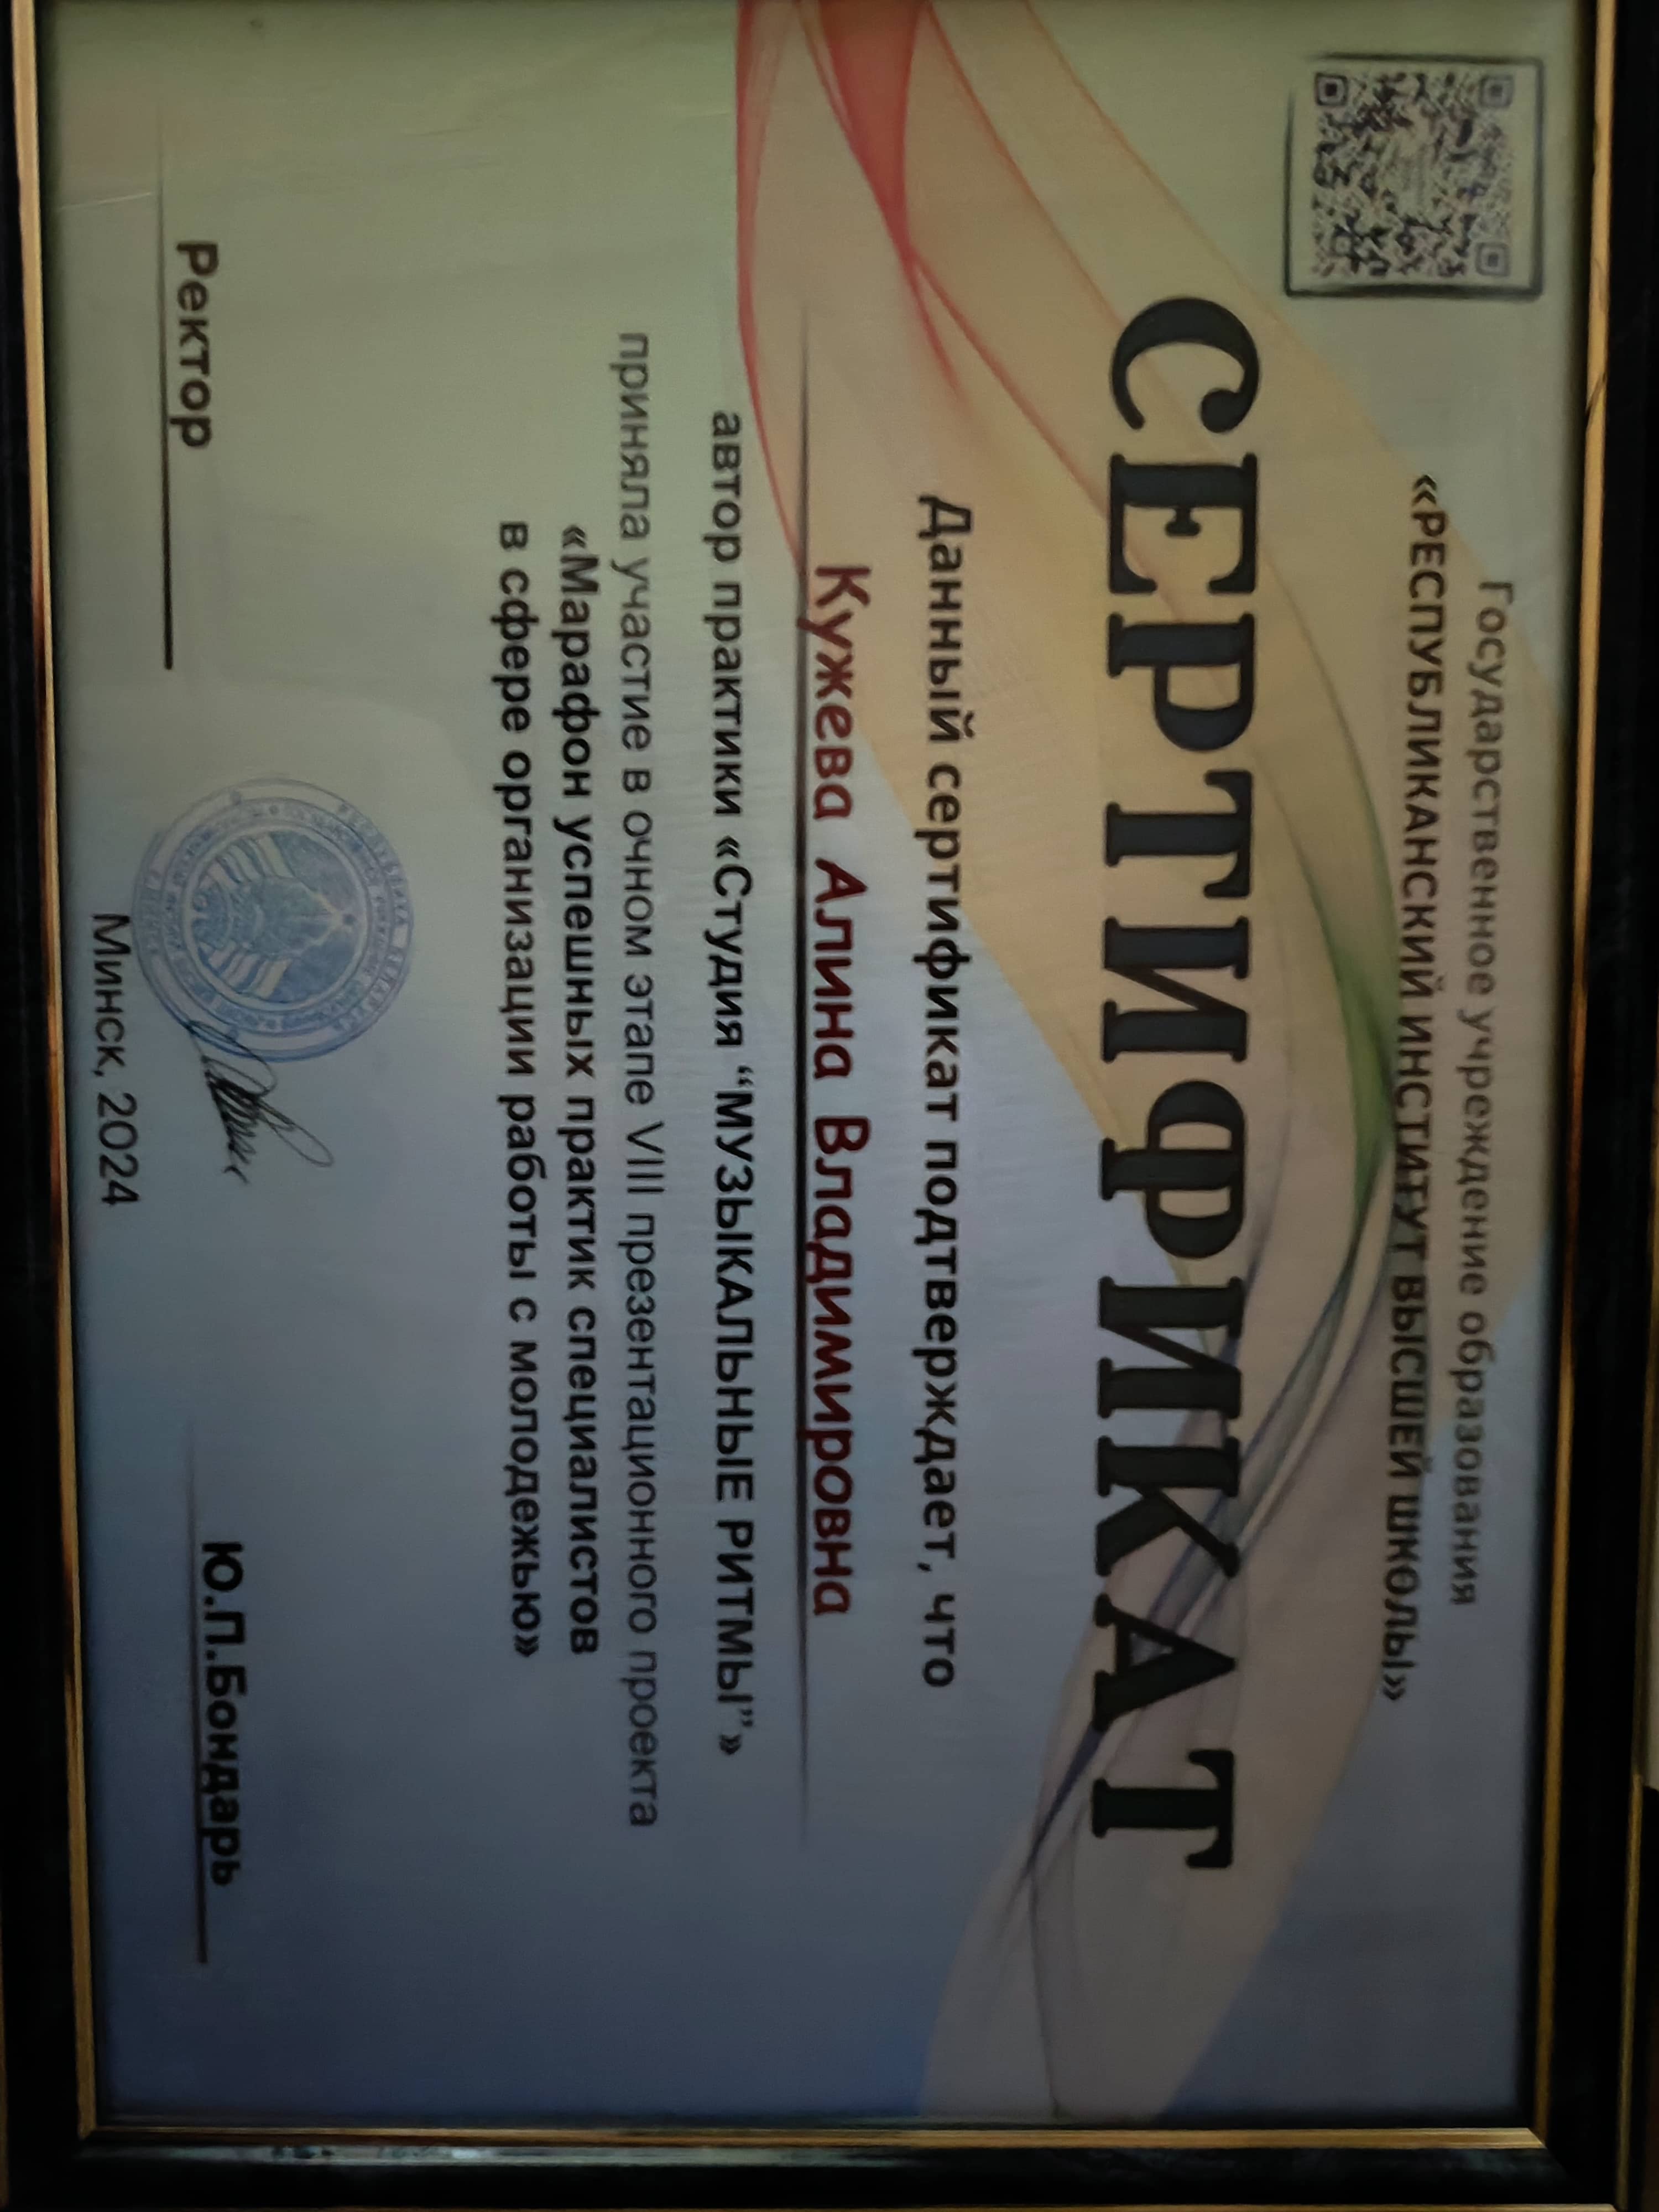 Государственное учреждение образования
«РЕСПУБЛИКАНСКИЙ ИНСТИТУТ ВЫСШЕЙ ШКОЛЫ»
СЕРТИФИКАТ
Данный сертификат подтверждает, что
Кужева Алина Владимировна
автор практики «Студия “МУЗЫКАЛЬНЫЕ РИТМЫ”»
приняла участие в очном этапе VIII презентационного проекта
«Марафон успешных практик специалистов
в сфере организации работы с молодежью»
Ректор
Ю.П.Бондарь
Минск, 2024